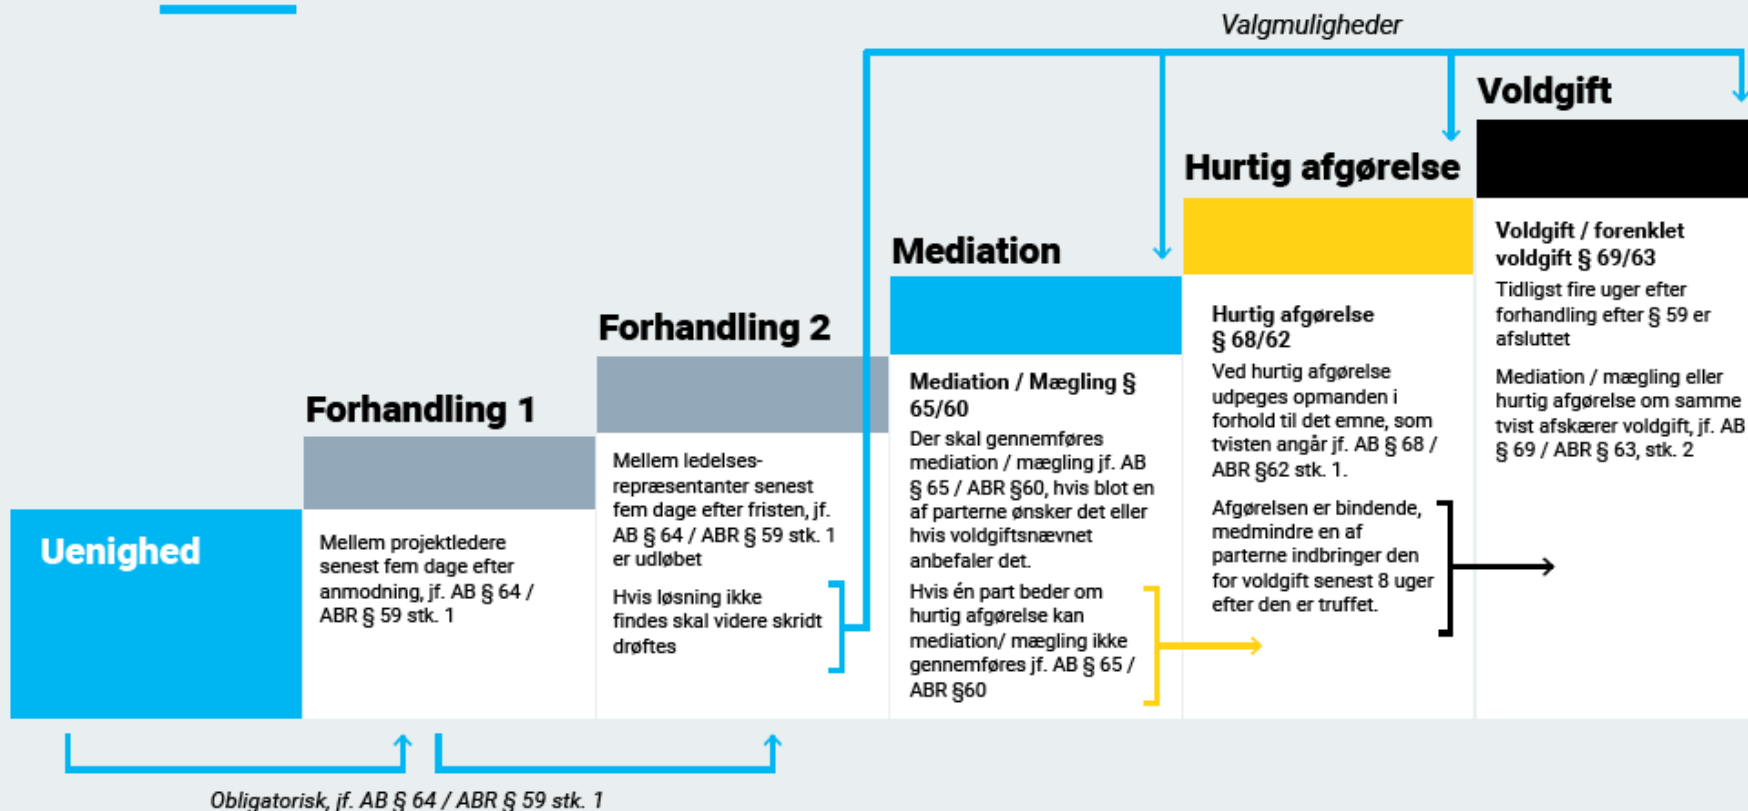 Valgmuligheder
Uenighed
Forhandling 1
Mellem projektledere
senest fem dage efter
anmodning, jf. AB § 64 /
ABR § 59 stk. 1
Forhandling 2
Mellem ledelses-
repræsentanter senest
fem dage efter fristen, jf.
AB § 64 / ABR § 59 stk. 1
er udløbet
Hvis løsning ikke
findes skal videre skridt
drøftes
Mediation
Mediation / Mægling §
65/60
Der skal gennemføres
mediation / mægling jf. AB
§ 65 / ABR §60, hvis blot en
af parterne ønsker det eller
hvis voldgiftsnævnet
anbefaler det.
Hvis én part beder om
hurtig afgørelse kan
mediation/ mægling ikke
gennemføres jf. AB § 65 /
ABR §60
Hurtig afgørelse
Hurtig afgørelse
§ 68/62
Ved hurtig afgørelse
udpeges opmanden i
forhold til det emne, som
tvisten angår jf. AB § 68 /
ABR §62 stk. 1.
Afgørelsen er bindende,
medmindre en af
parterne indbringer den
for voldgift senest 8 uger
efter den er truffet.
Voldgift
Voldgift / forenklet
voldgift § 69/63
Tidligst fire uger efter
forhandling efter § 59 er
afsluttet
Mediation / mægling eller
hurtig afgørelse om samme
tvist afskærer voldgift, jf. AB
§ 69 / ABR § 63, stk. 2
Obligatorisk, jf. AB § 64 / ABR § 59 stk. 1